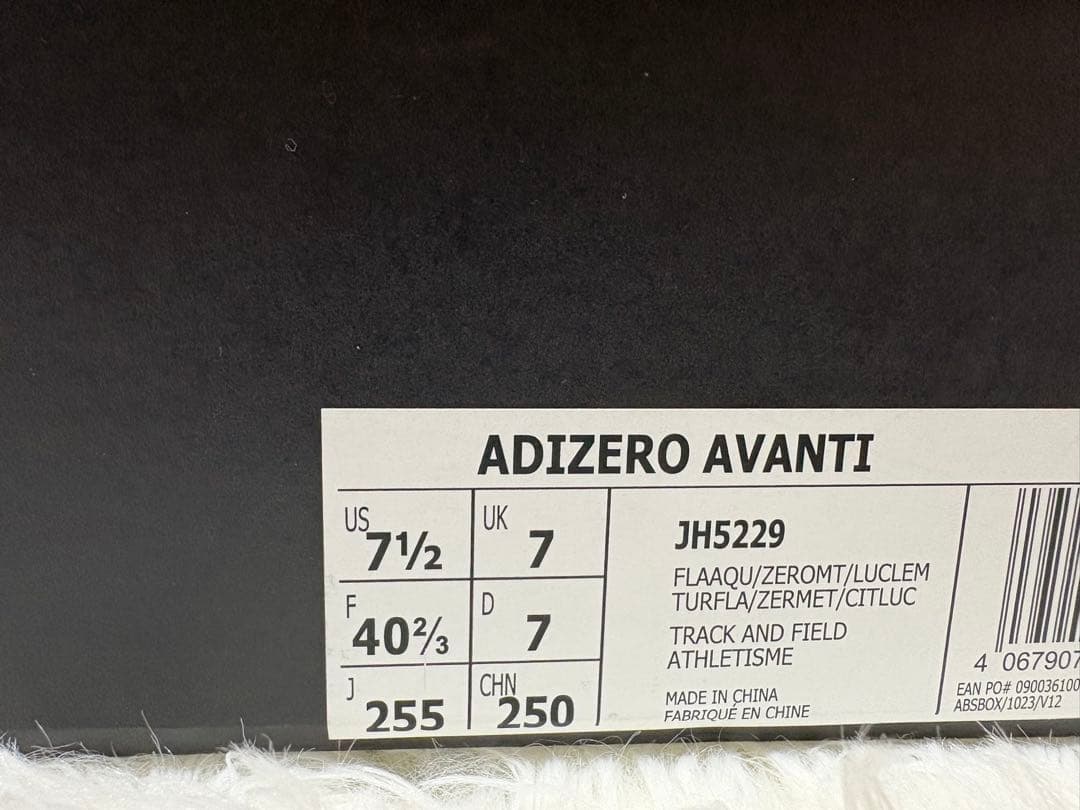 ADIZERO AVANTI
US 7½
UK 7
F 40⅔
D 7
J 255
CHN 250
JH5229
FLAAQU/ZEROMT/LUCLEM
TURFLA/ZERMET/CITLUC
TRACK AND FIELD
ATHLETISME
MADE IN CHINA
FABRIQUÉ EN CHINE
4 067907
EAN PO# 090036100
ABSBOX/1023/V12